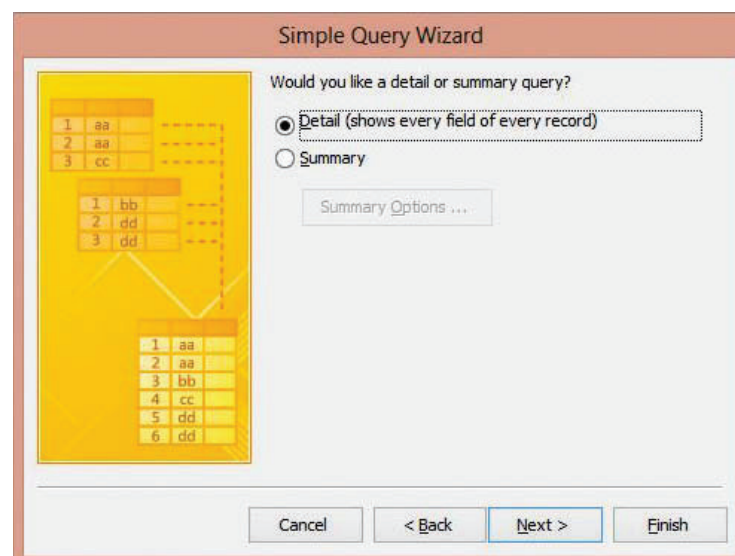 Simple Query Wizard
Would you like a detail or summary query?
Detail (shows every field of every record)
Summary
Summary Options ...
1 aa
2 aa
3 cc
1 bb
2 dd
3 dd
1 aa
2 aa
3 bb
4 cc
5 dd
6 dd
Cancel
< Back
Next >
Finish